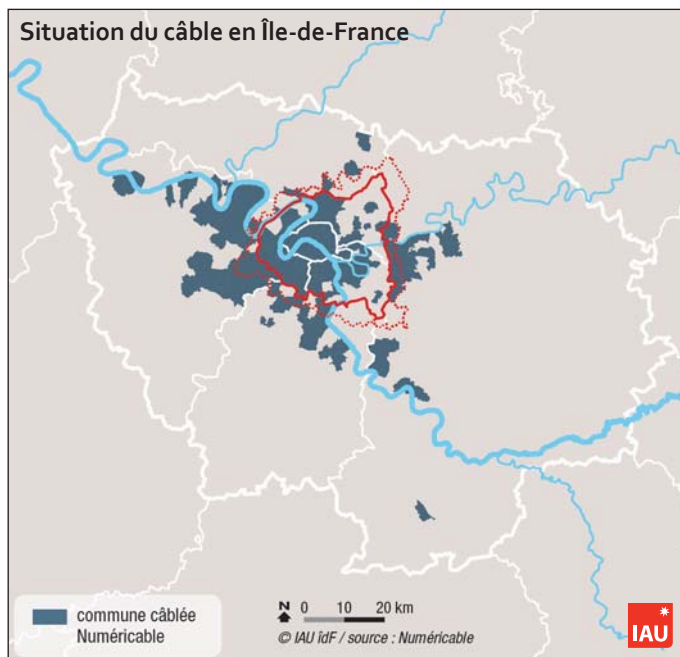 Situation du câble en Île-de-France
commune câblée
Numéricable
N 0 10 20 km
© IAU îdF / source : Numéricable
IAU